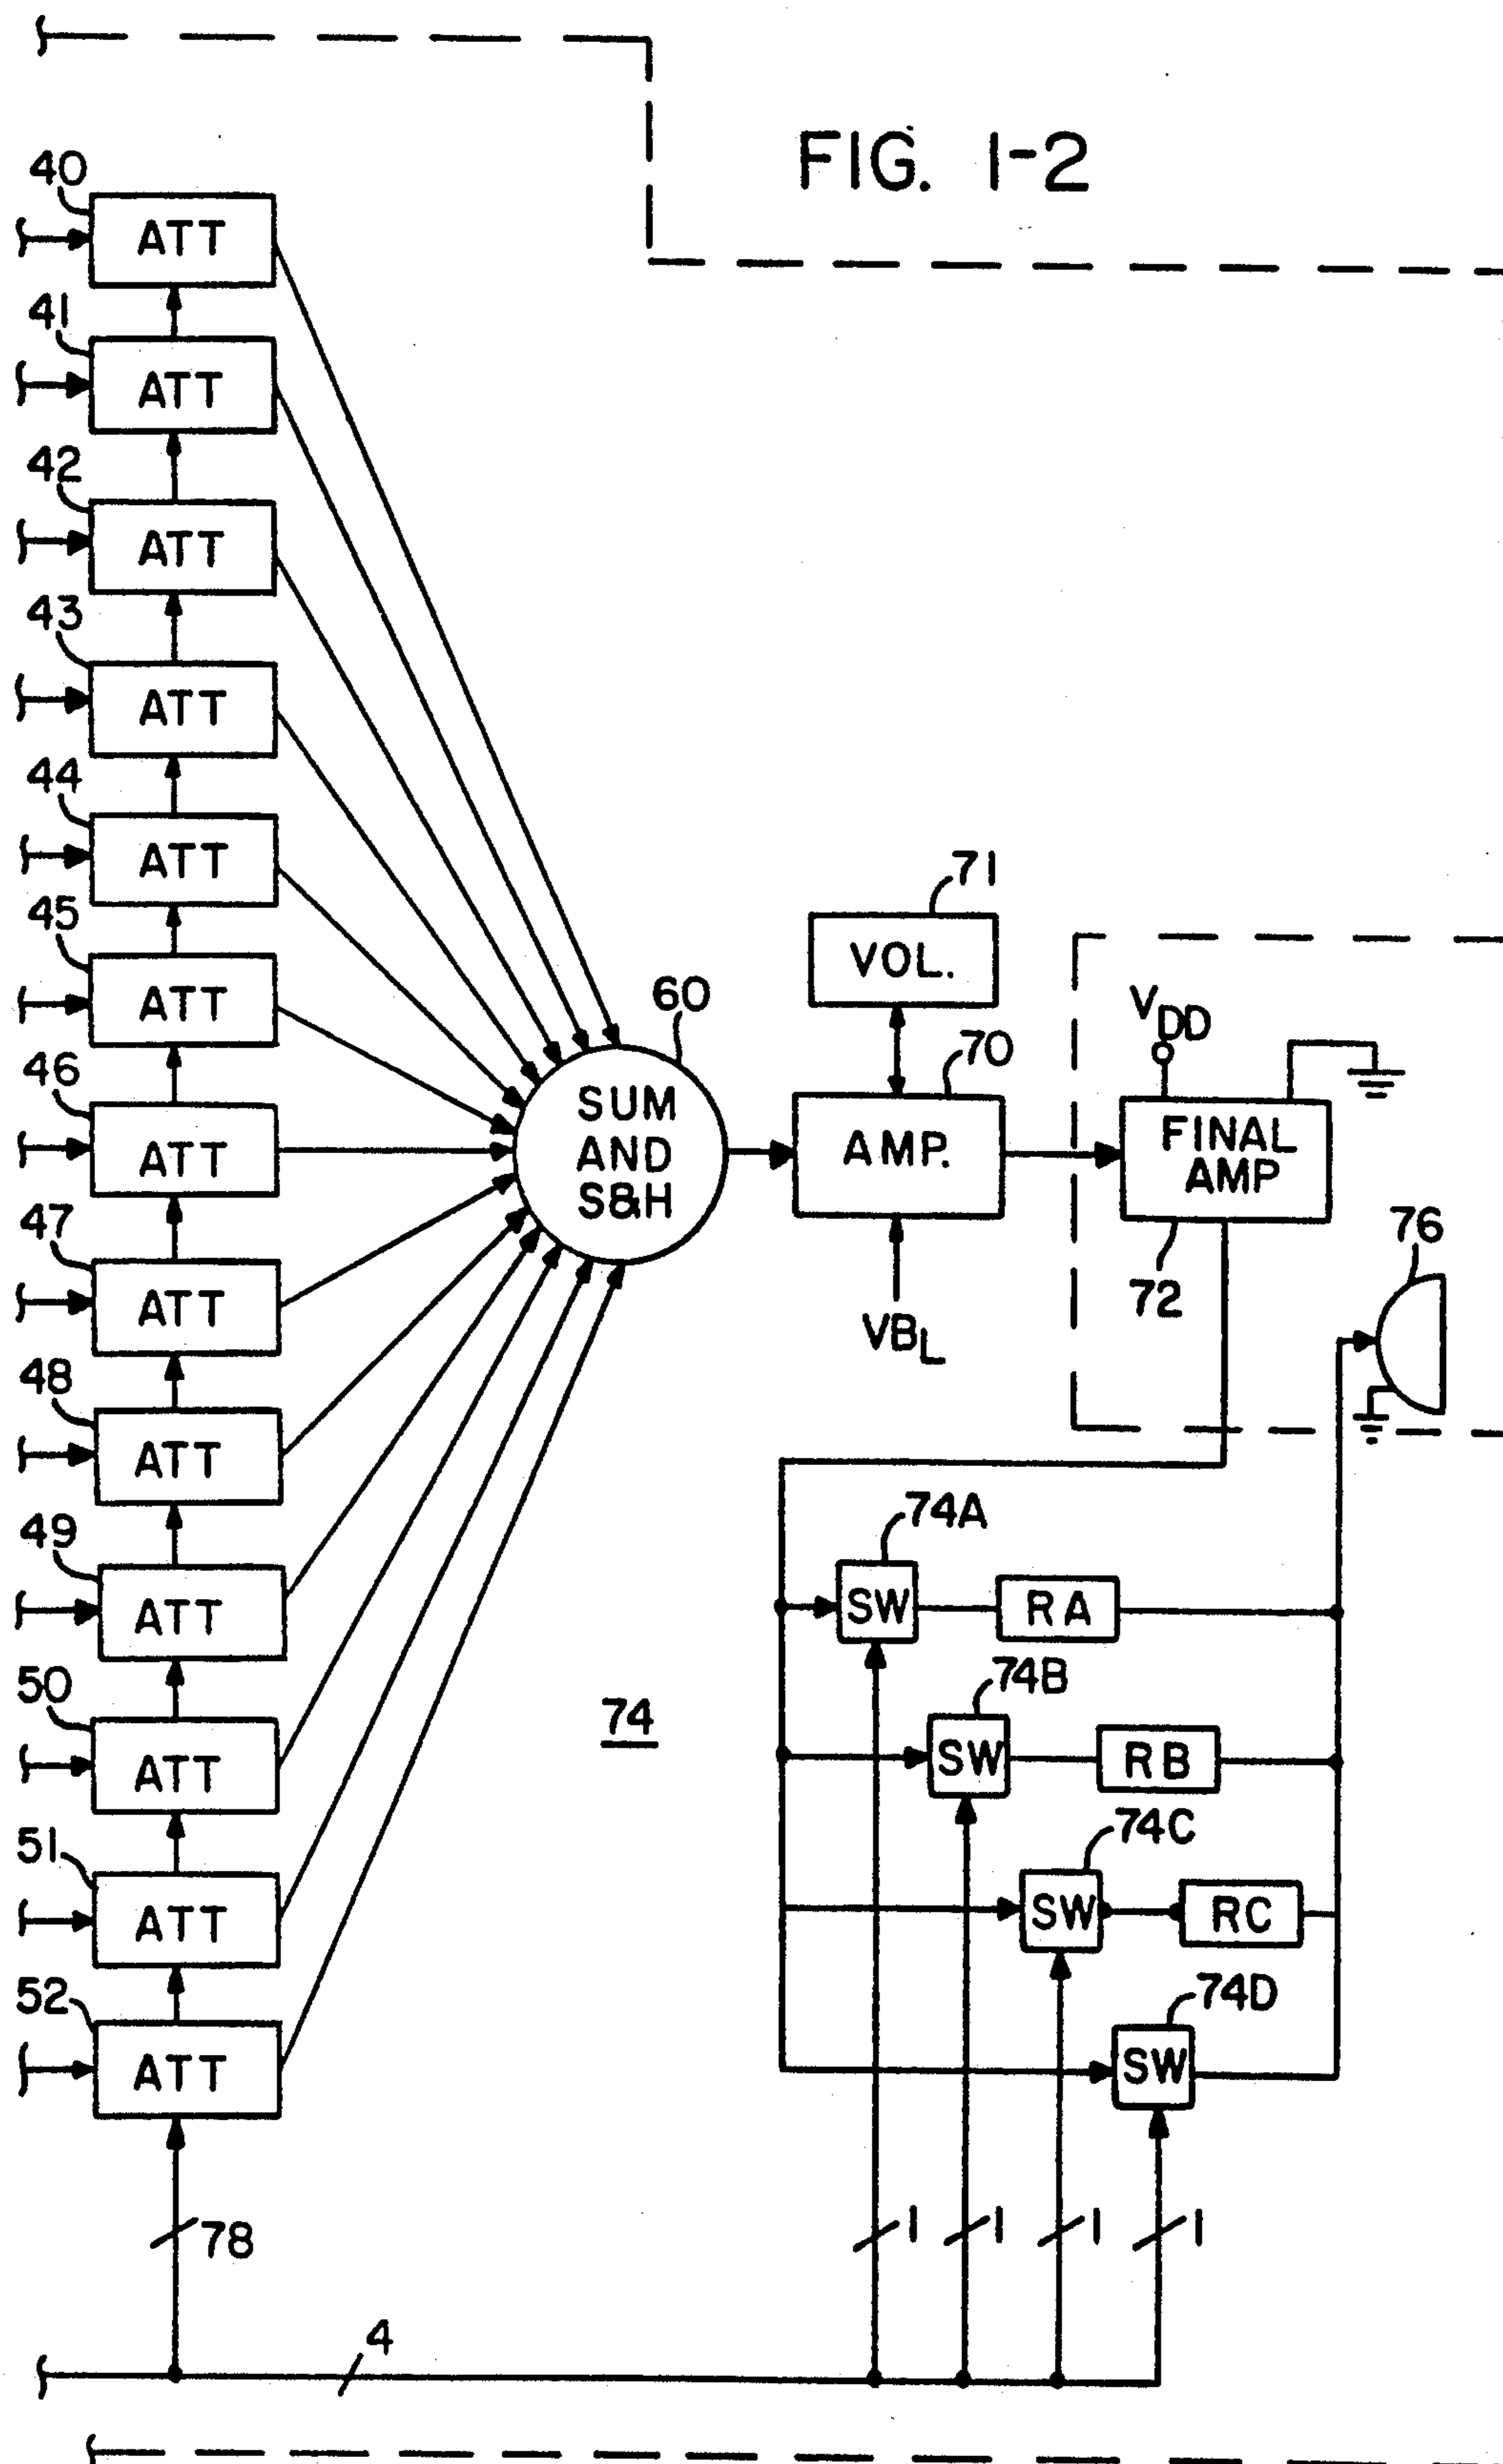 FIG. 1-2
40
ATT
41
ATT
42
ATT
43
ATT
44
ATT
45
ATT
46
ATT
47
ATT
48
ATT
49
ATT
50
ATT
51
ATT
52
ATT
78
4
60
SUM
AND
S&H
71
VOL.
70
AMP.
VBL
VDD
FINAL
AMP
72
76
74
74A
SW
RA
74B
SW
RB
74C
SW
RC
74D
SW
1
1
1
1